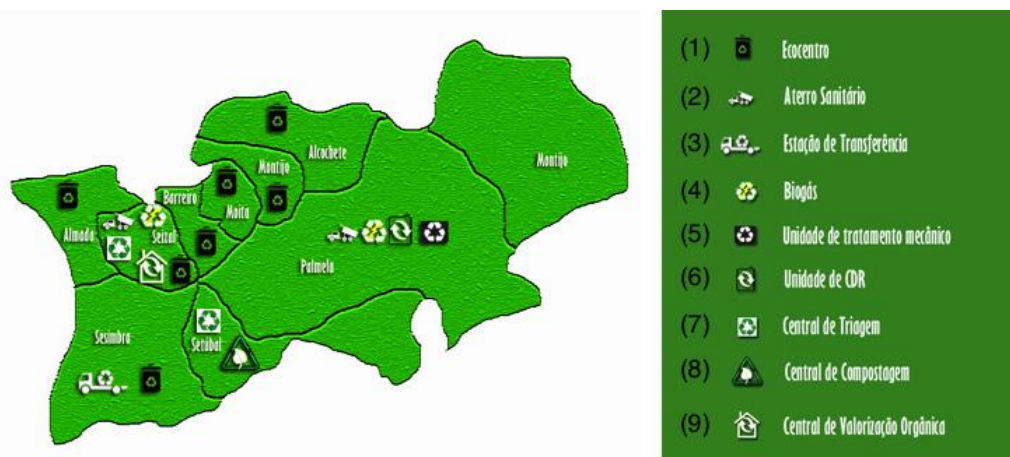 Alcochete
Montijo
Montijo
Barreiro
Moita
Almada
Seixal
Palmela
Sesimbra
Setúbal
(1) Ecocentro
(2) Aterro Sanitário
(3) Estação de Transferência
(4) Biogás
(5) Unidade de tratamento mecânico
(6) Unidade de CDR
(7) Central de Triagem
(8) Central de Compostagem
(9) Central de Valorização Orgânica